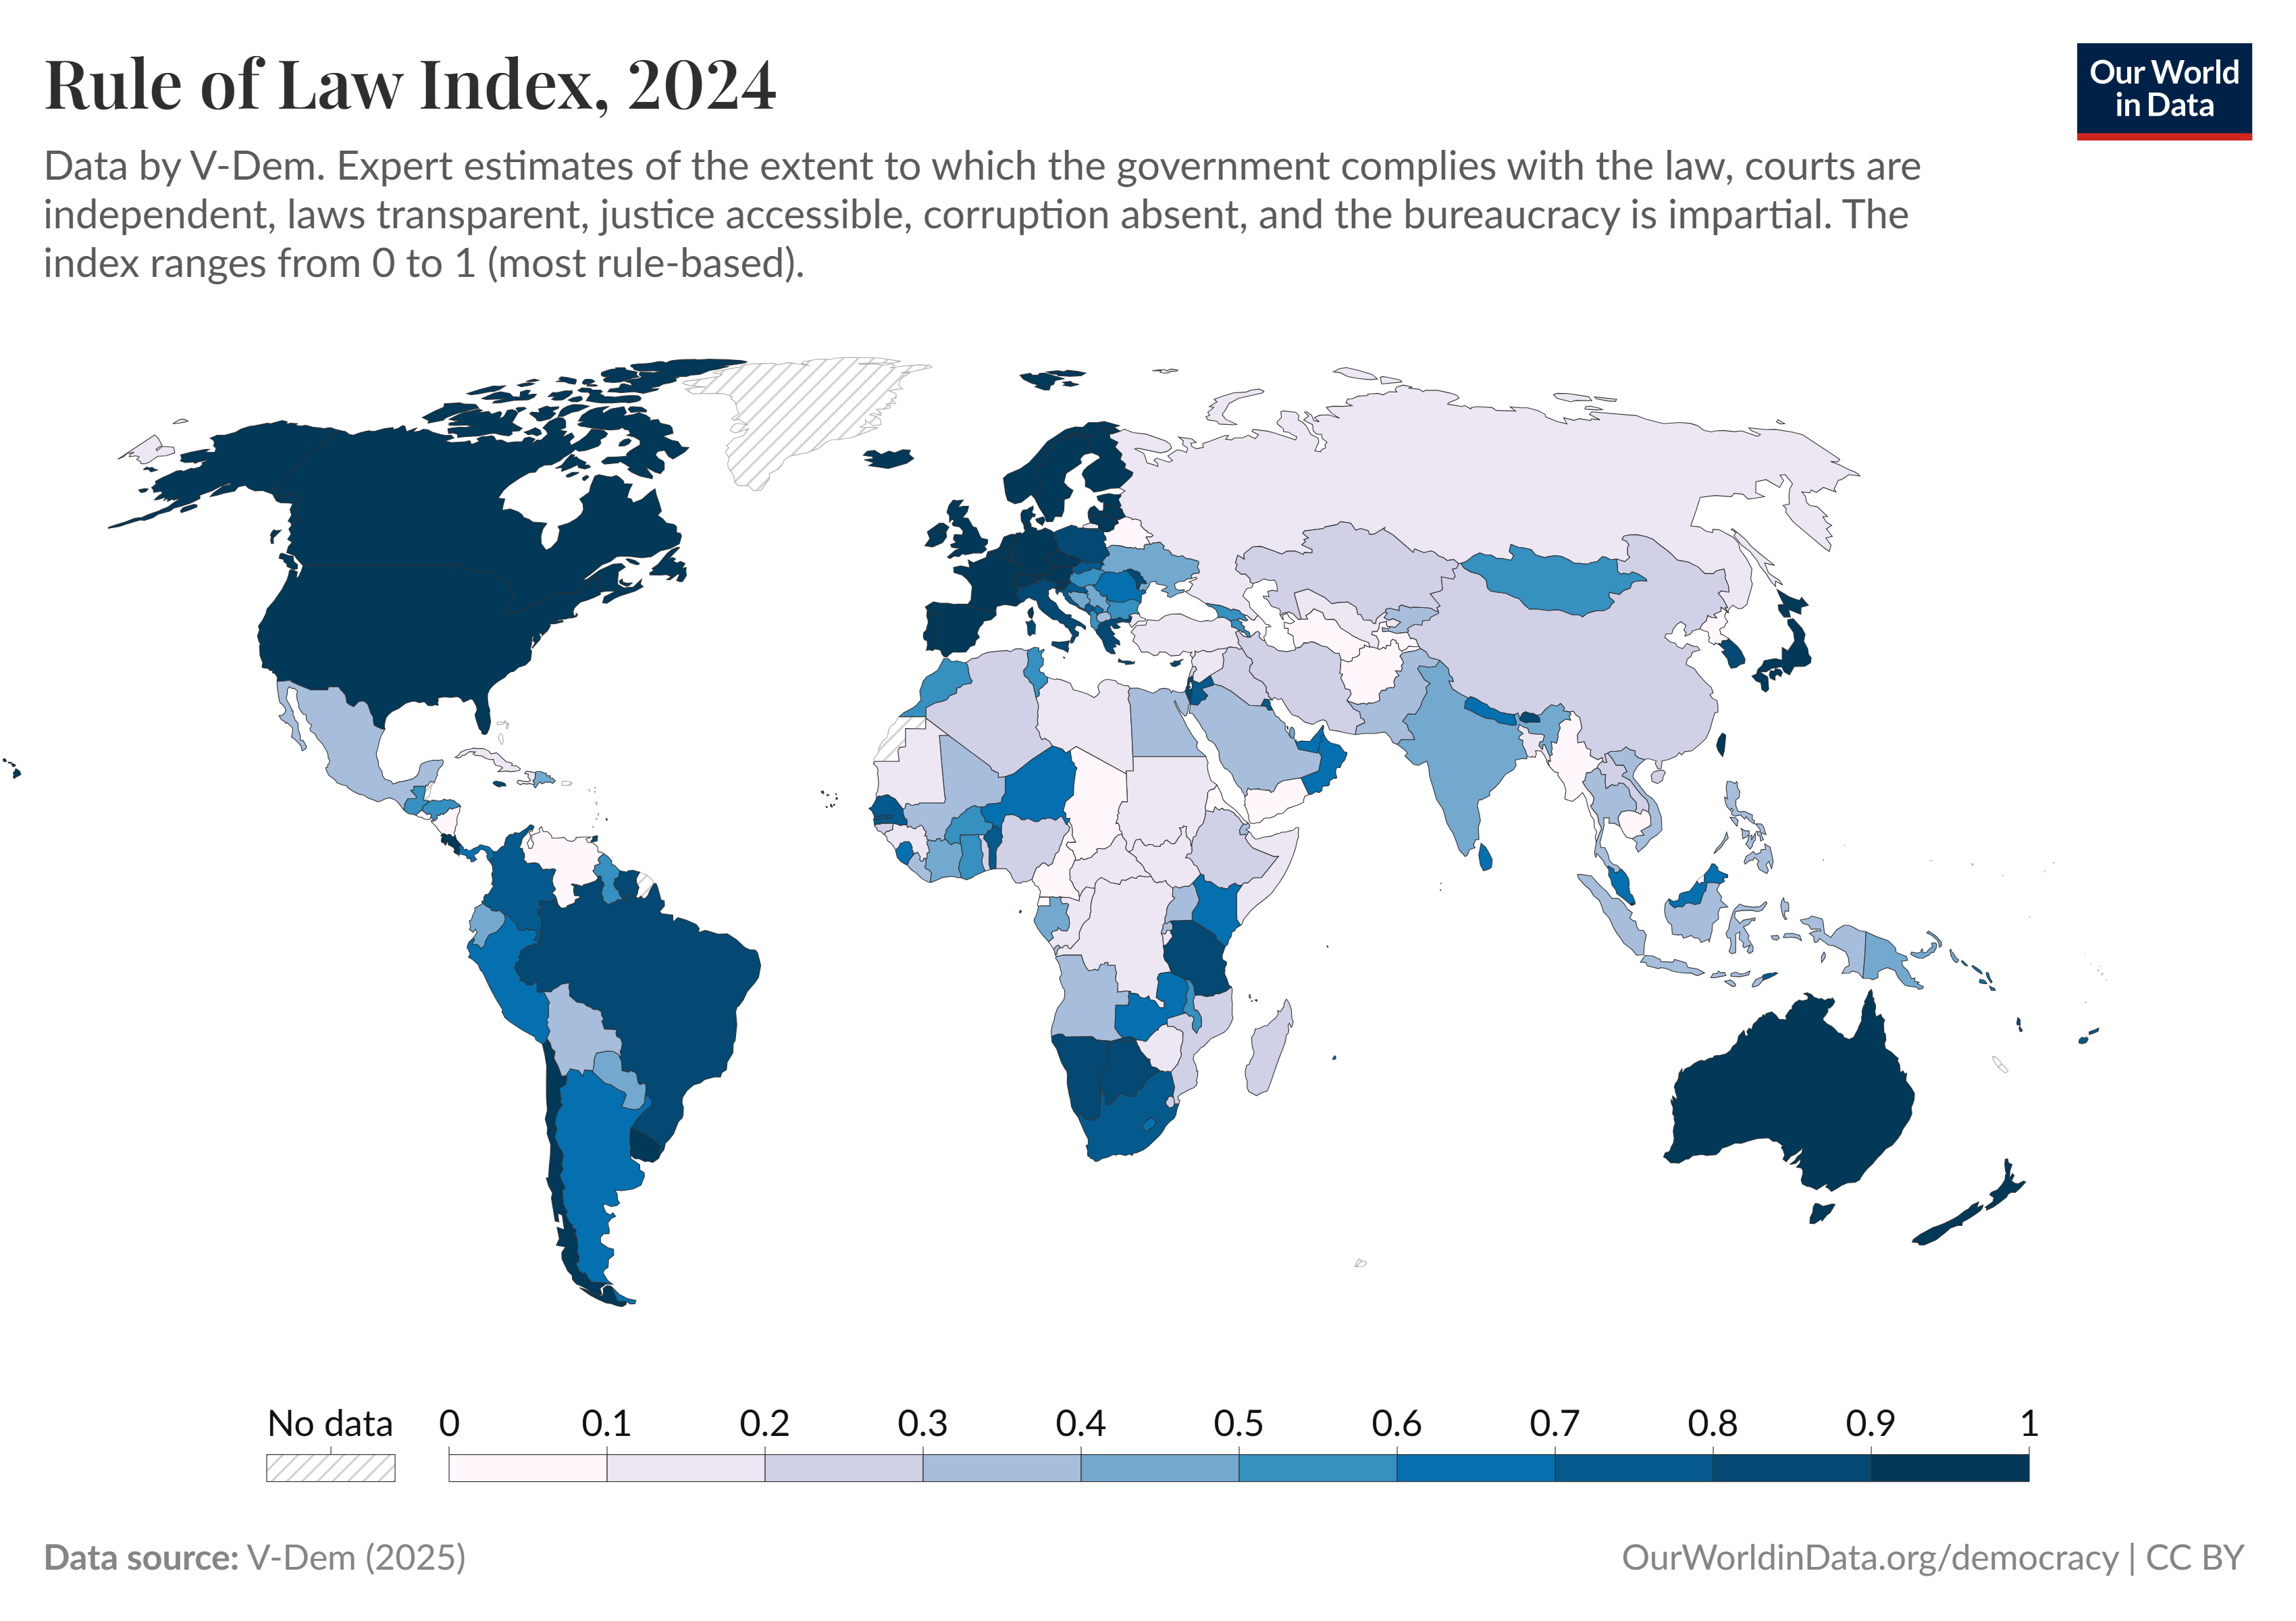 Rule of Law Index, 2024
Our World
in Data
Data by V-Dem. Expert estimates of the extent to which the government complies with the law, courts are
independent, laws transparent, justice accessible, corruption absent, and the bureaucracy is impartial. The
index ranges from 0 to 1 (most rule-based).
No data 0 0.1 0.2 0.3 0.4 0.5 0.6 0.7 0.8 0.9 1
Data source: V-Dem (2025)
OurWorldinData.org/democracy | CC BY